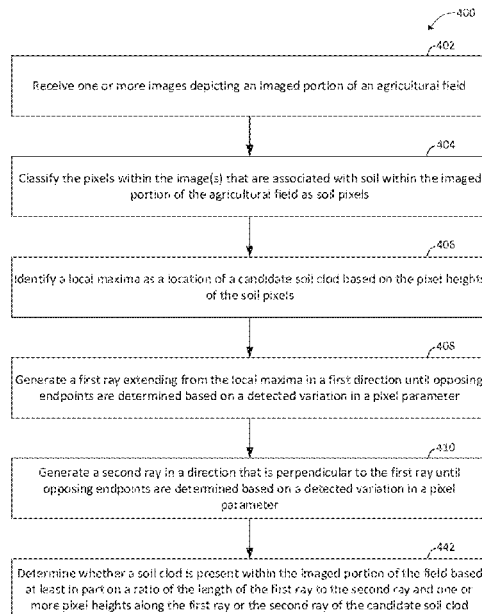 400
402
Receive one or more images depicting an imaged portion of an agricultural field
404
Classify the pixels within the image(s) that are associated with soil within the imaged
portion of the agricultural field as soil pixels
406
Identify a local maxima as a location of a candidate soil clod based on the pixel heights
of the soil pixels
408
Generate a first ray extending from the local maxima in a first direction until opposing
endpoints are determined based on a detected variation in a pixel parameter
410
Generate a second ray in a direction that is perpendicular to the first ray until
opposing endpoints are determined based on a detected variation in a pixel
parameter
442
Determine whether a soil clod is present within the imaged portion of the field based
at least in part on a ratio of the length of the first ray to the second ray and one or
more pixel heights along the first ray or the second ray of the candidate soil clod